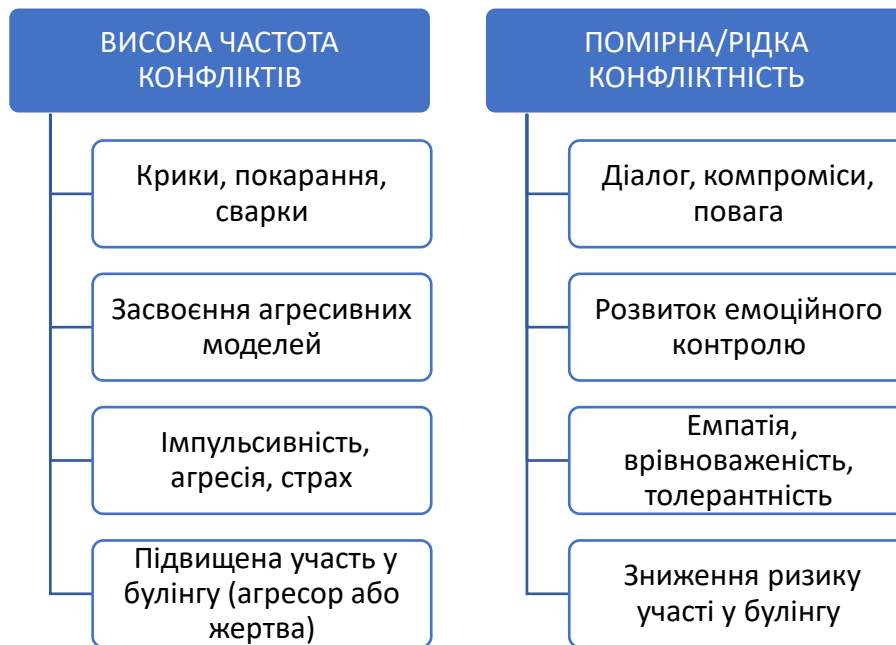 ВИСОКА ЧАСТОТА
КОНФЛІКТІВ
Крики, покарання,
сварки
Засвоєння агресивних
моделей
Імпульсивність,
агресія, страх
Підвищена участь у
булінгу (агресор або
жертва)
ПОМІРНА/РІДКА
КОНФЛІКТНІСТЬ
Діалог, компроміси,
повага
Розвиток емоційного
контролю
Емпатія,
врівноваженість,
толерантність
Зниження ризику
участі у булінгу